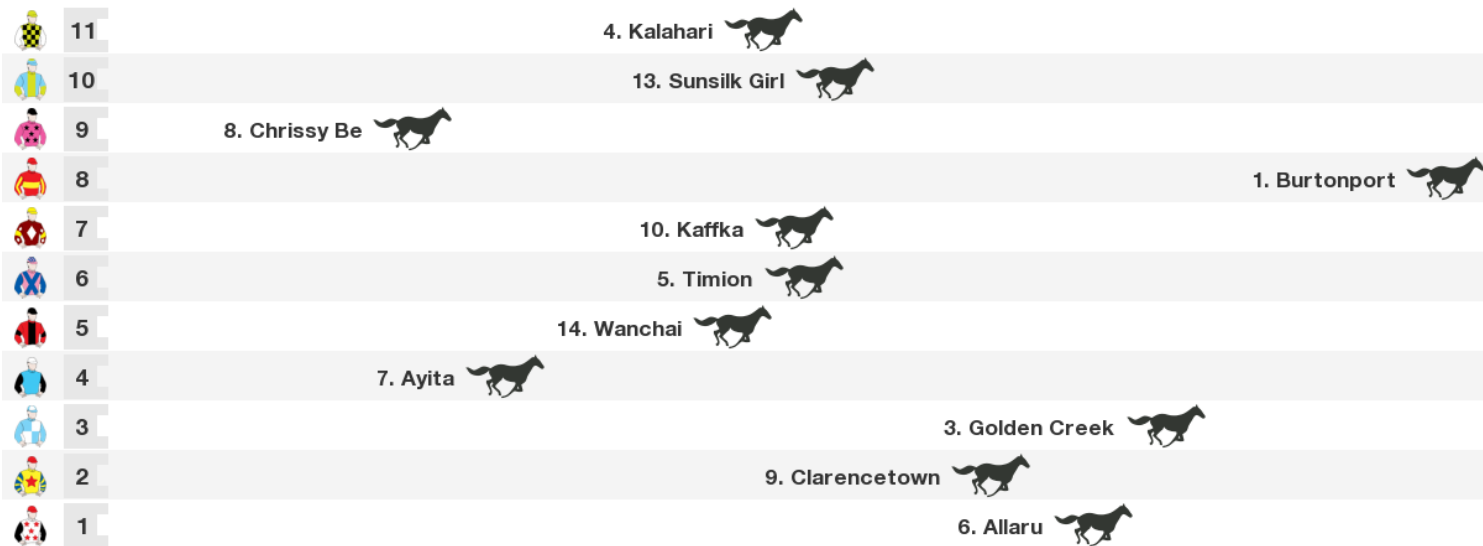 11 4. Kalahari
10 13. Sunsilk Girl
9 8. Chrissy Be
8 1. Burtonport
7 10. Kaffka
6 5. Timion
5 14. Wanchai
4 7. Ayita
3 3. Golden Creek
2 9. Clarencetown
1 6. Allaru